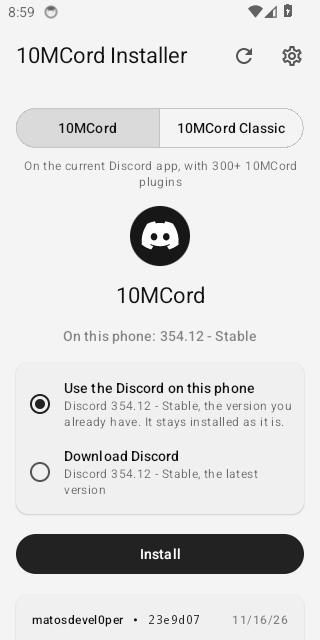 8:59
10MCord Installer
10MCord
10MCord Classic
On the current Discord app, with 300+ 10MCord
plugins
10MCord
On this phone: 354.12 - Stable
Use the Discord on this phone
Discord 354.12 - Stable, the version you
already have. It stays installed as it is.
Download Discord
Discord 354.12 - Stable, the latest
version
Install
matosdevel0per • 23e9d07 11/16/26